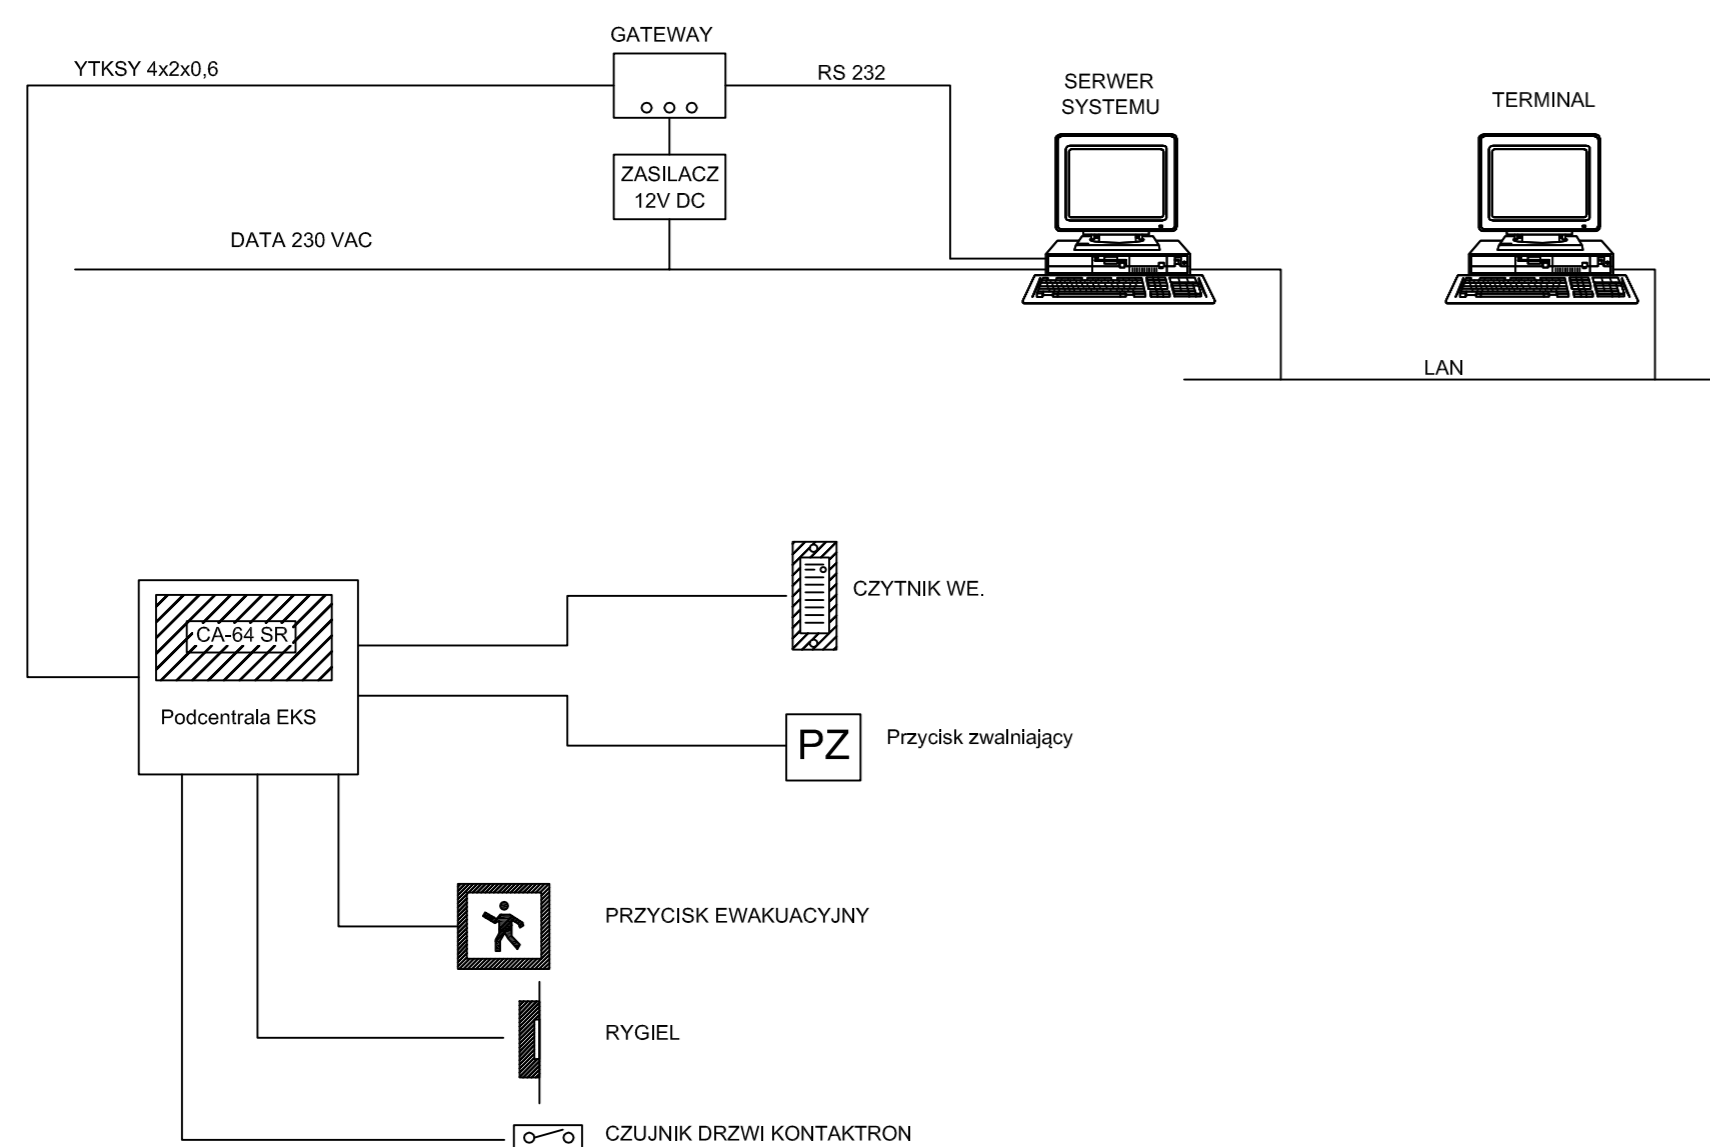 GATEWAY
YTKSY 4x2x0,6
RS 232
SERWER
SYSTEMU
TERMINAL
ZASILACZ
12V DC
DATA 230 VAC
LAN
CZYTNIK WE.
CA-64 SR
Podcentrala EKS
PZ
Przycisk zwalniający
PRZYCISK EWAKUACYJNY
RYGIEL
CZUJNIK DRZWI KONTAKTRON